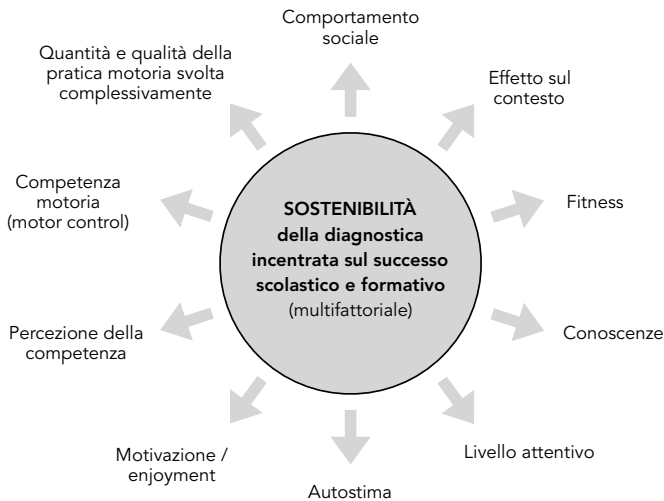 Comportamento
sociale
Quantità e qualità della
pratica motoria svolta
complessivamente
Effetto sul
contesto
Competenza
motoria
(motor control)
SOSTENIBILITÀ
della diagnostica
incentrata sul successo
scolastico e formativo
(multifattoriale)
Fitness
Percezione della
competenza
Conoscenze
Motivazione /
enjoyment
Livello attentivo
Autostima